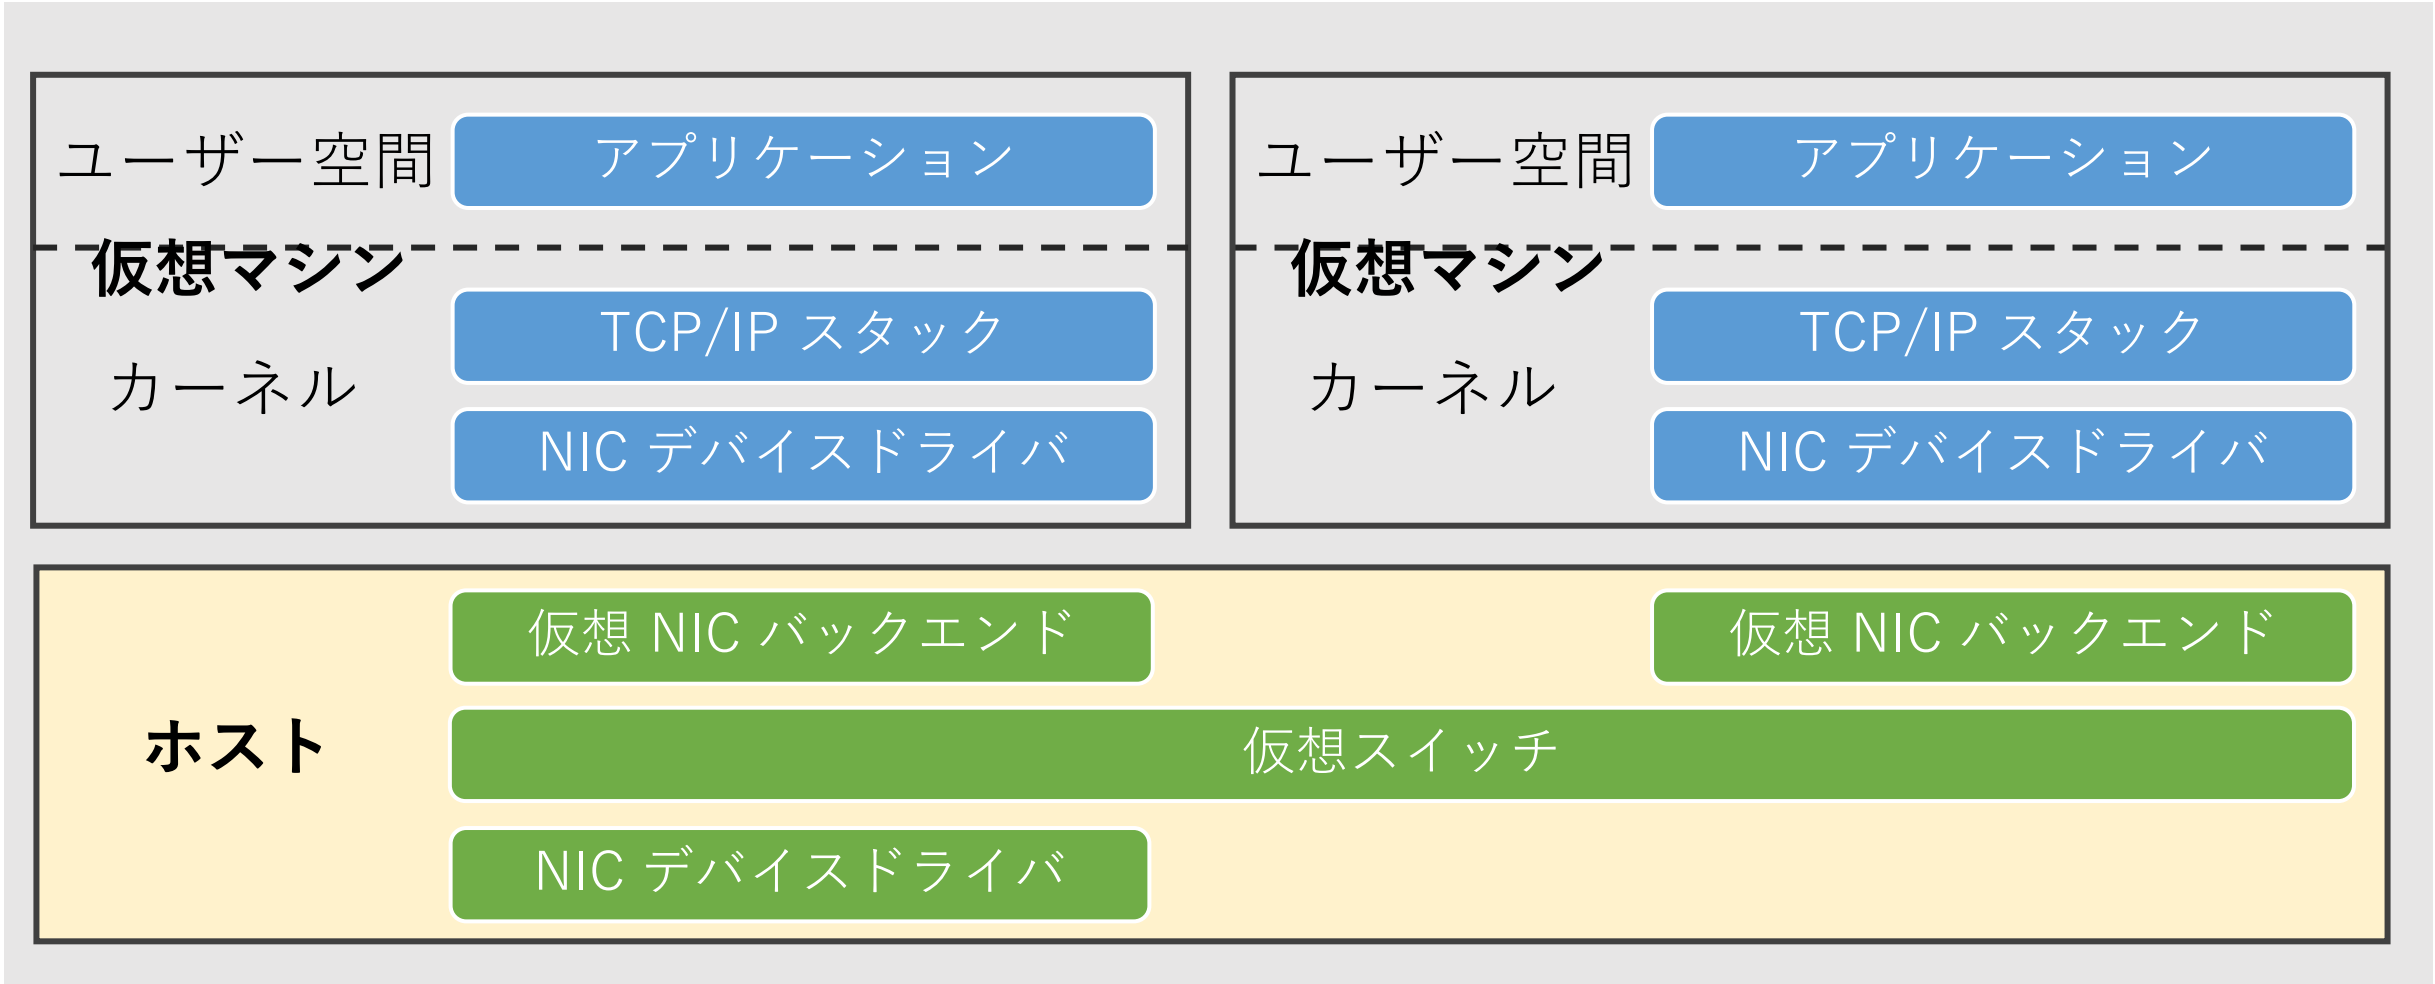 ユーザー空間
アプリケーション
仮想マシン
TCP/IP スタック
カーネル
NIC デバイスドライバ
ユーザー空間
アプリケーション
仮想マシン
TCP/IP スタック
カーネル
NIC デバイスドライバ
仮想 NIC バックエンド
仮想 NIC バックエンド
ホスト
仮想スイッチ
NIC デバイスドライバ